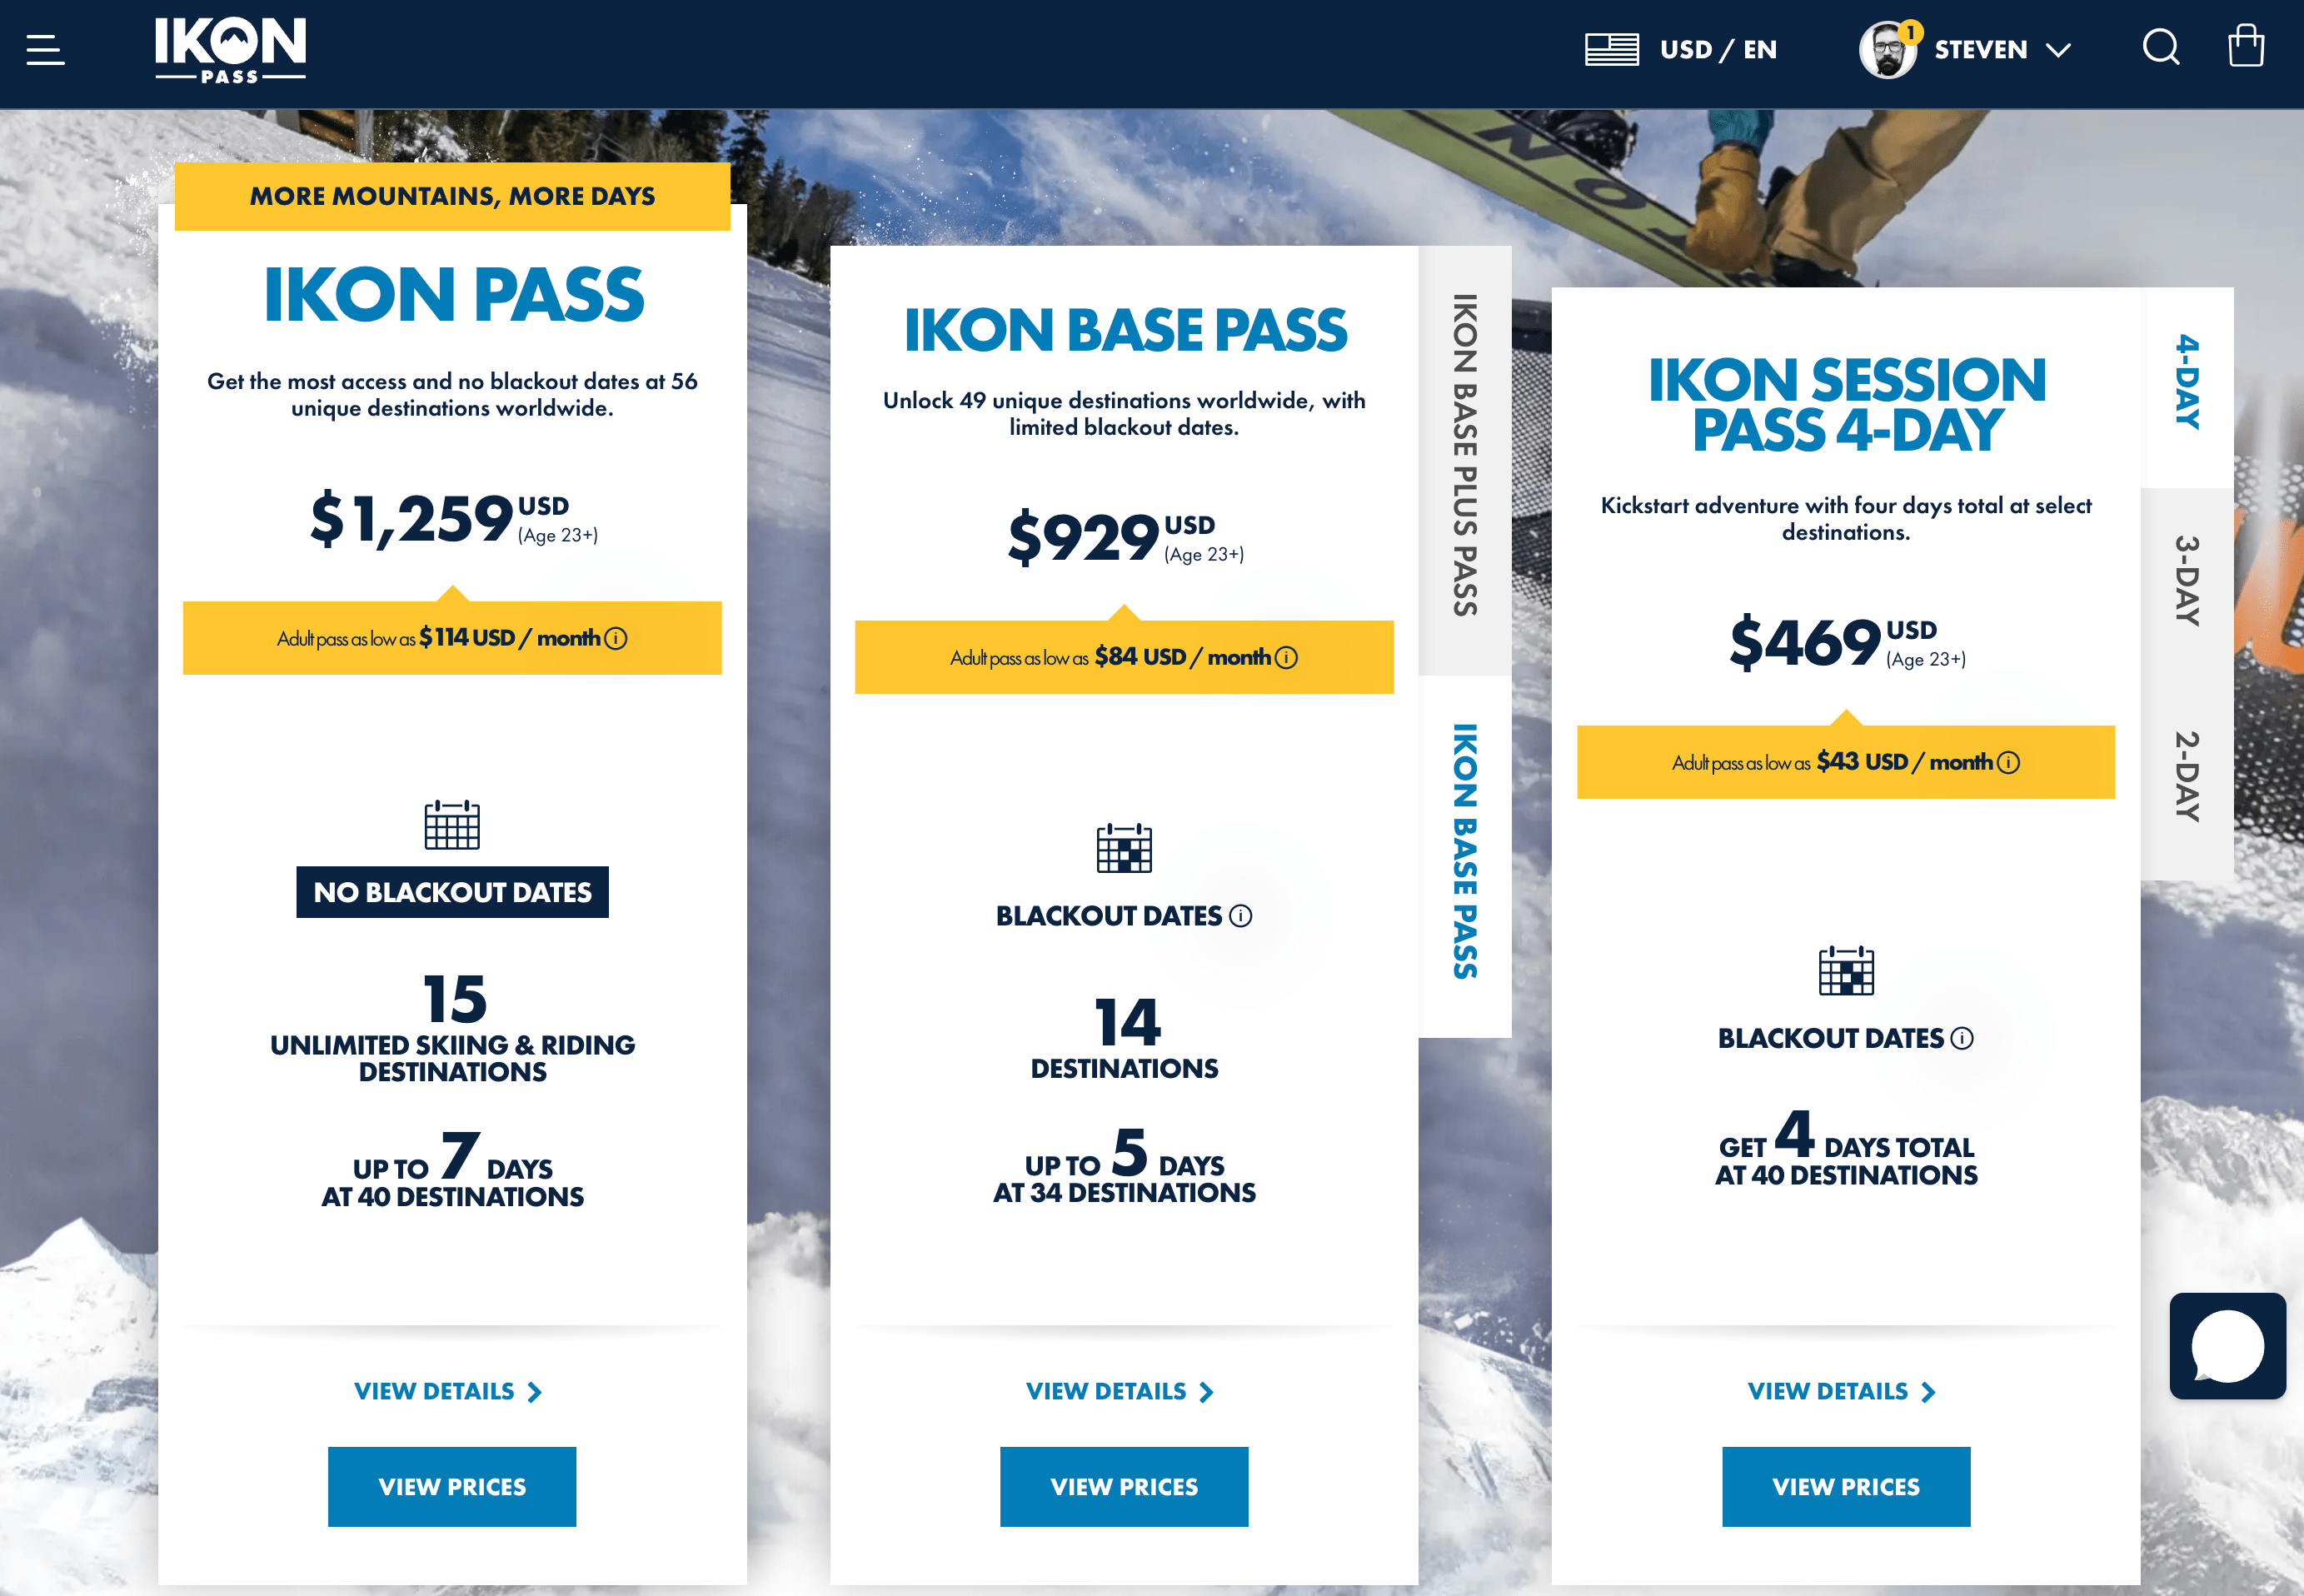 IKON
PASS
USD / EN
1
STEVEN
MORE MOUNTAINS, MORE DAYS
IKON PASS
Get the most access and no blackout dates at 56
unique destinations worldwide.
$1,259 USD
(Age 23+)
Adult pass as low as $114 USD / month
NO BLACKOUT DATES
15
UNLIMITED SKIING & RIDING
DESTINATIONS
UP TO 7 DAYS
AT 40 DESTINATIONS
VIEW DETAILS
VIEW PRICES
IKON BASE PASS
Unlock 49 unique destinations worldwide, with
limited blackout dates.
$929 USD
(Age 23+)
Adult pass as low as $84 USD / month
BLACKOUT DATES
14
DESTINATIONS
UP TO 5 DAYS
AT 34 DESTINATIONS
VIEW DETAILS
VIEW PRICES
IKON BASE PLUS PASS
IKON BASE PASS
IKON SESSION
PASS 4-DAY
Kickstart adventure with four days total at select
destinations.
$469 USD
(Age 23+)
Adult pass as low as $43 USD / month
BLACKOUT DATES
GET 4 DAYS TOTAL
AT 40 DESTINATIONS
VIEW DETAILS
VIEW PRICES
4-DAY
3-DAY
2-DAY